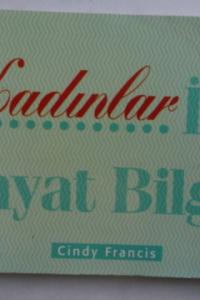 Kadınlar İ
ayat Bilg
Cindy Francis